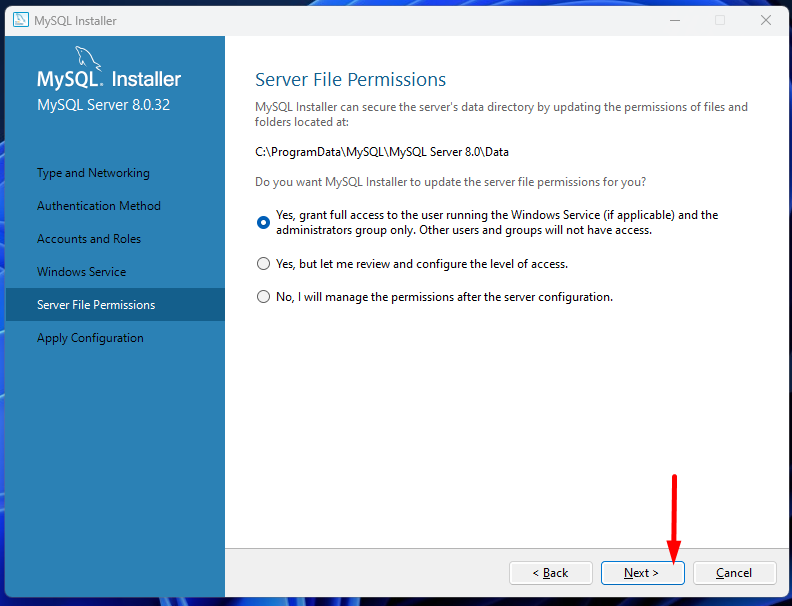 MySQL Installer
MySQL. Installer
MySQL Server 8.0.32
Type and Networking
Authentication Method
Accounts and Roles
Windows Service
Server File Permissions
Apply Configuration
Server File Permissions
MySQL Installer can secure the server's data directory by updating the permissions of files and
folders located at:
C:\ProgramData\MySQL\MySQL Server 8.0\Data
Do you want MySQL Installer to update the server file permissions for you?
Yes, grant full access to the user running the Windows Service (if applicable) and the
administrators group only. Other users and groups will not have access.
Yes, but let me review and configure the level of access.
No, I will manage the permissions after the server configuration.
< Back
Next >
Cancel